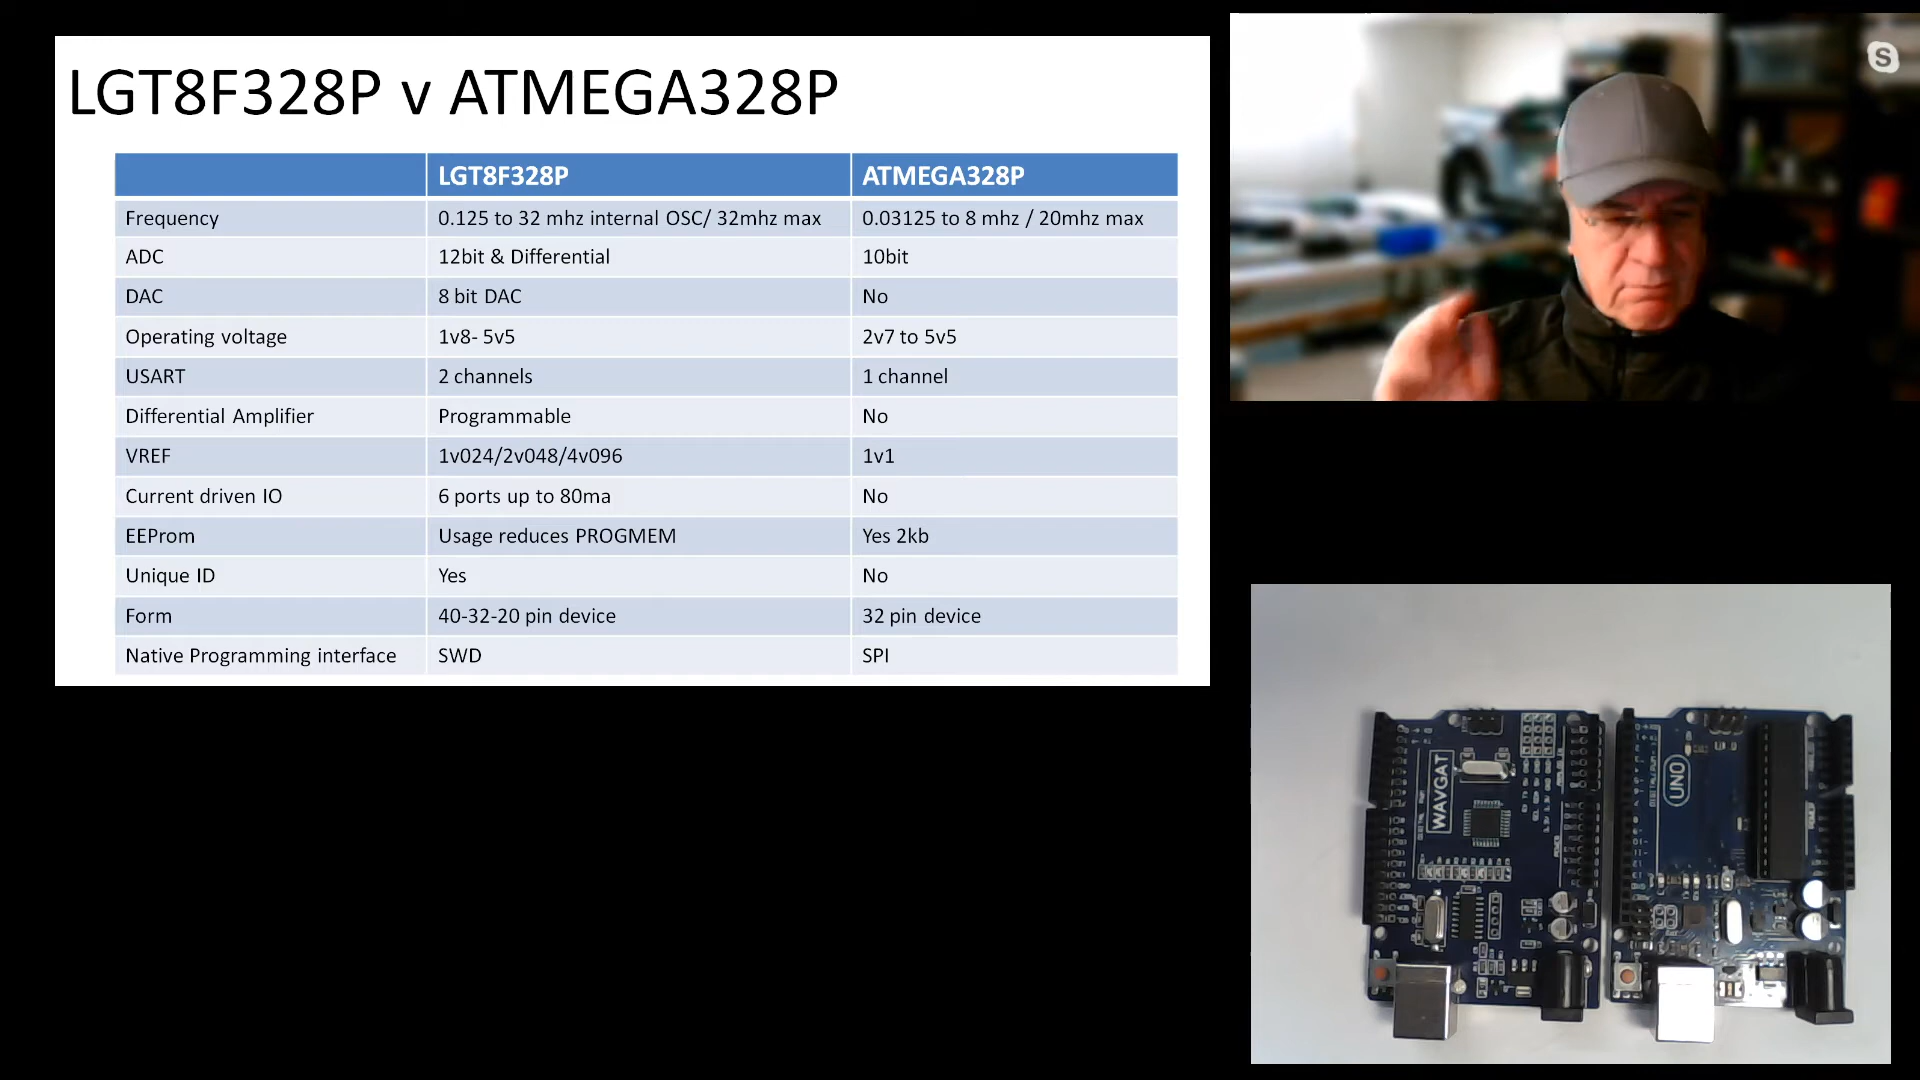 LGT8F328P v ATMEGA328P
LGT8F328P ATMEGA328P
Frequency 0.125 to 32 mhz internal OSC/ 32mhz max 0.03125 to 8 mhz / 20mhz max
ADC 12bit & Differential 10bit
DAC 8 bit DAC No
Operating voltage 1v8- 5v5 2v7 to 5v5
USART 2 channels 1 channel
Differential Amplifier Programmable No
VREF 1v024/2v048/4v096 1v1
Current driven IO 6 ports up to 80ma No
EEProm Usage reduces PROGMEM Yes 2kb
Unique ID Yes No
Form 40-32-20 pin device 32 pin device
Native Programming interface SWD SPI
S
WAVGAT
UNO